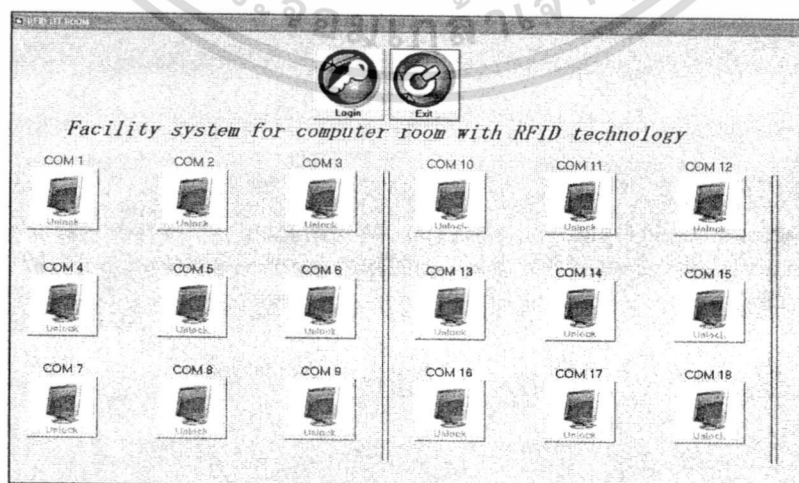 RFID IIT ROOM
Login Exit
Facility system for computer room with RFID technology
COM 1 COM 2 COM 3 COM 10 COM 11 COM 12
Unlock Unlock Unlock Unlock Unlock Unlock
COM 4 COM 5 COM 6 COM 13 COM 14 COM 15
Unlock Unlock Unlock Unlock Unlock Unlock
COM 7 COM 8 COM 9 COM 16 COM 17 COM 18
Unlock Unlock Unlock Unlock Unlock Unlock